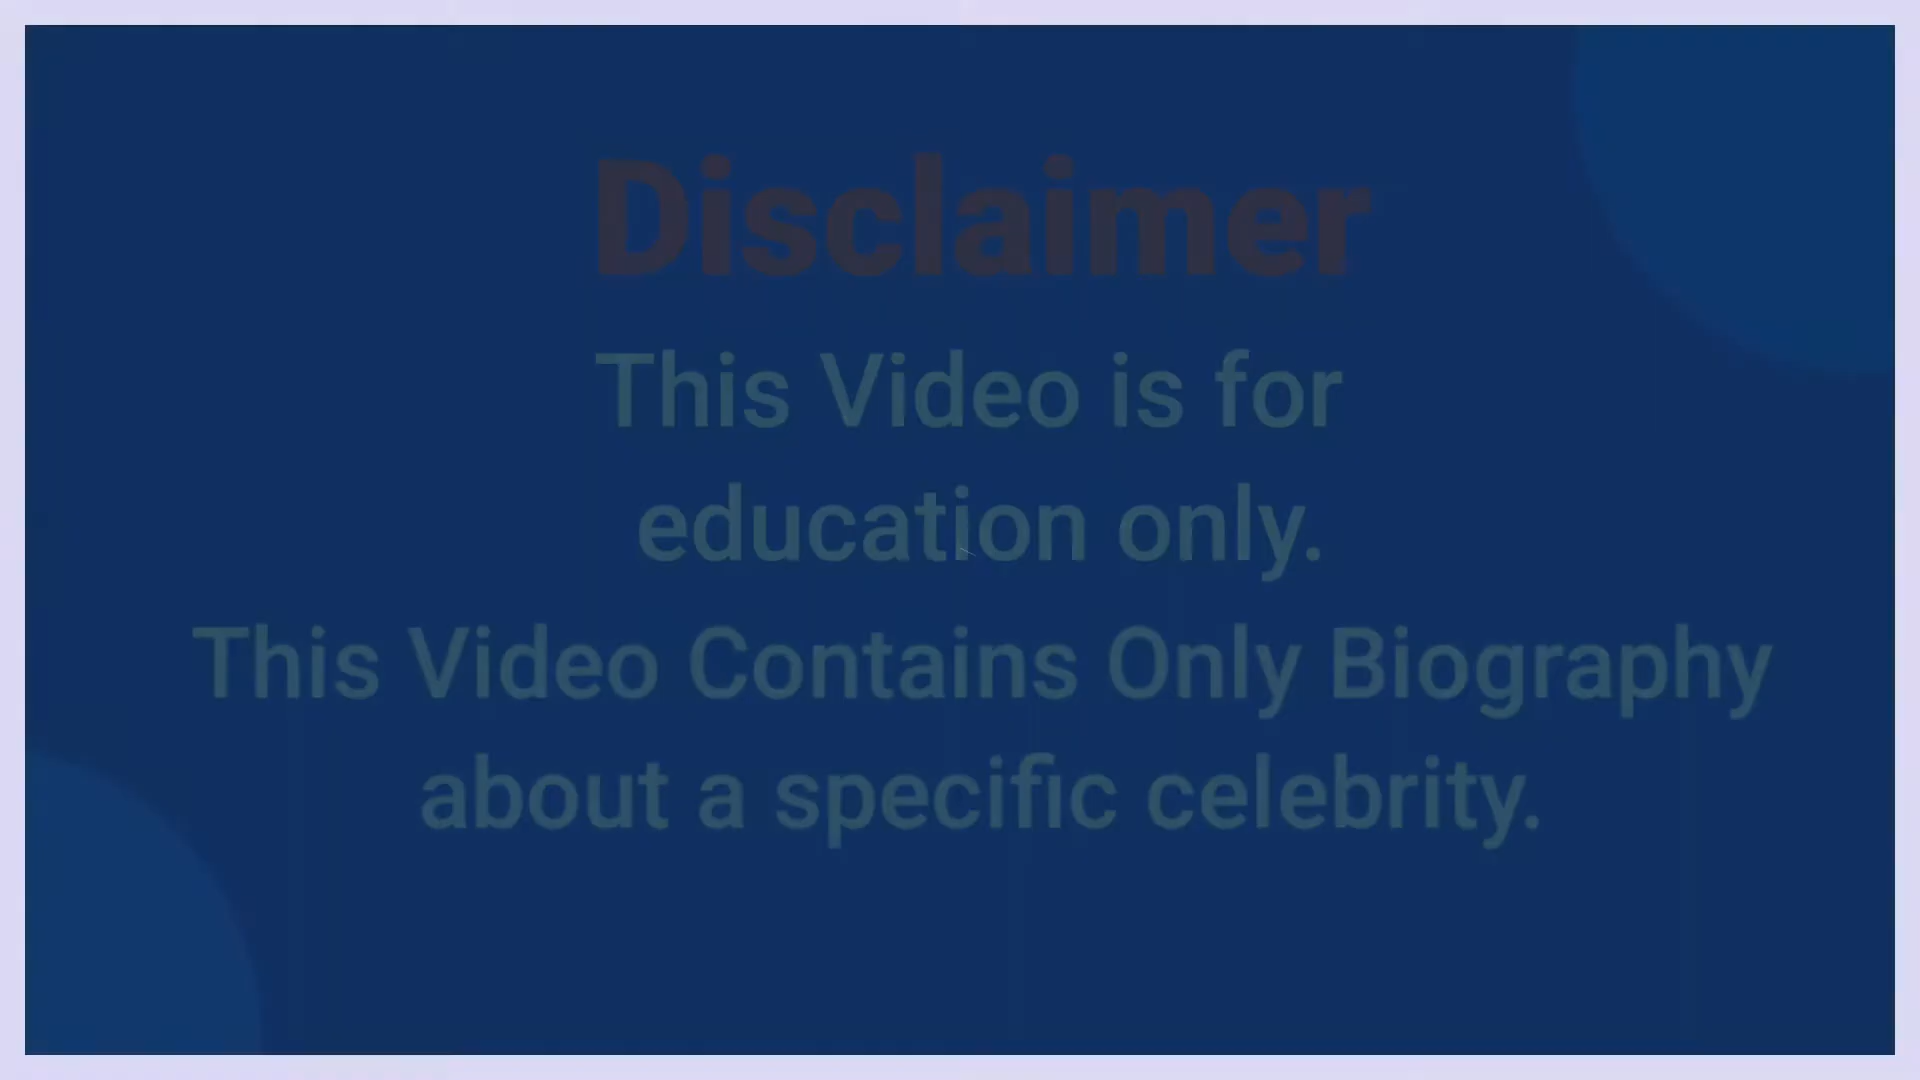 Disclaimer
This Video is for
education only.
This Video Contains Only Biography
about a specific celebrity.